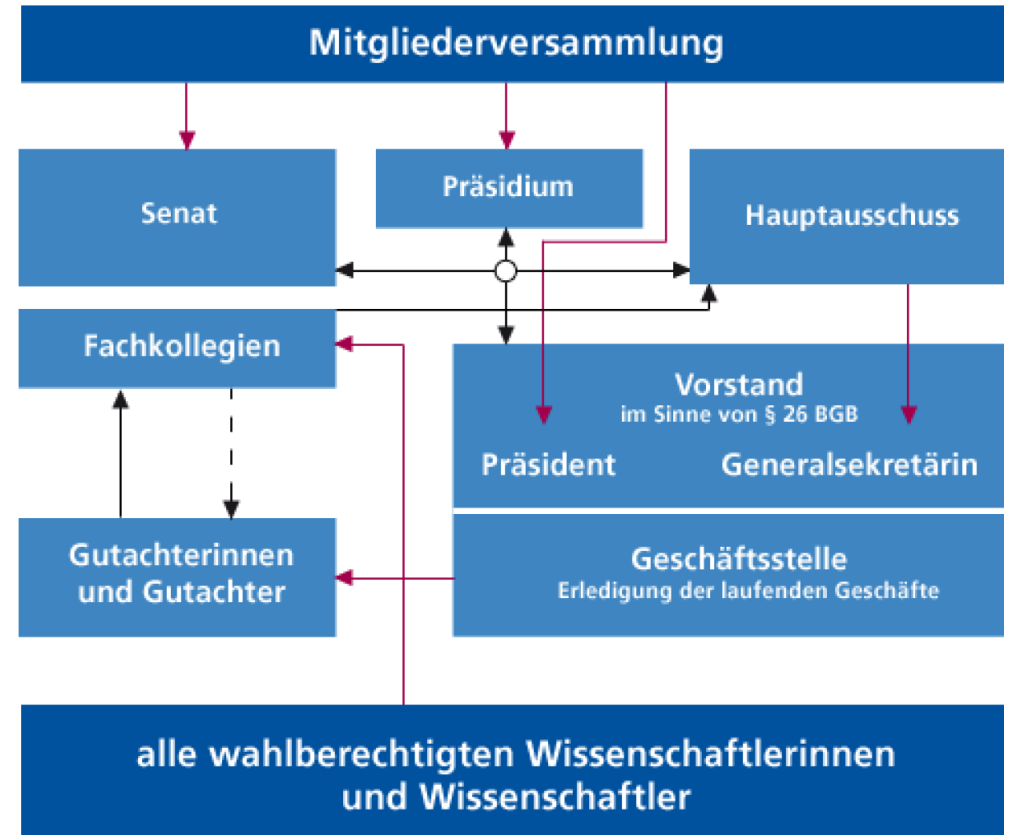 Mitgliederversammlung
Senat
Präsidium
Hauptausschuss
Fachkollegien
Vorstand
im Sinne von § 26 BGB
Präsident
Generalsekretärin
Gutachterinnen
und Gutachter
Geschäftsstelle
Erledigung der laufenden Geschäfte
alle wahlberechtigten Wissenschaftlerinnen
und Wissenschaftler